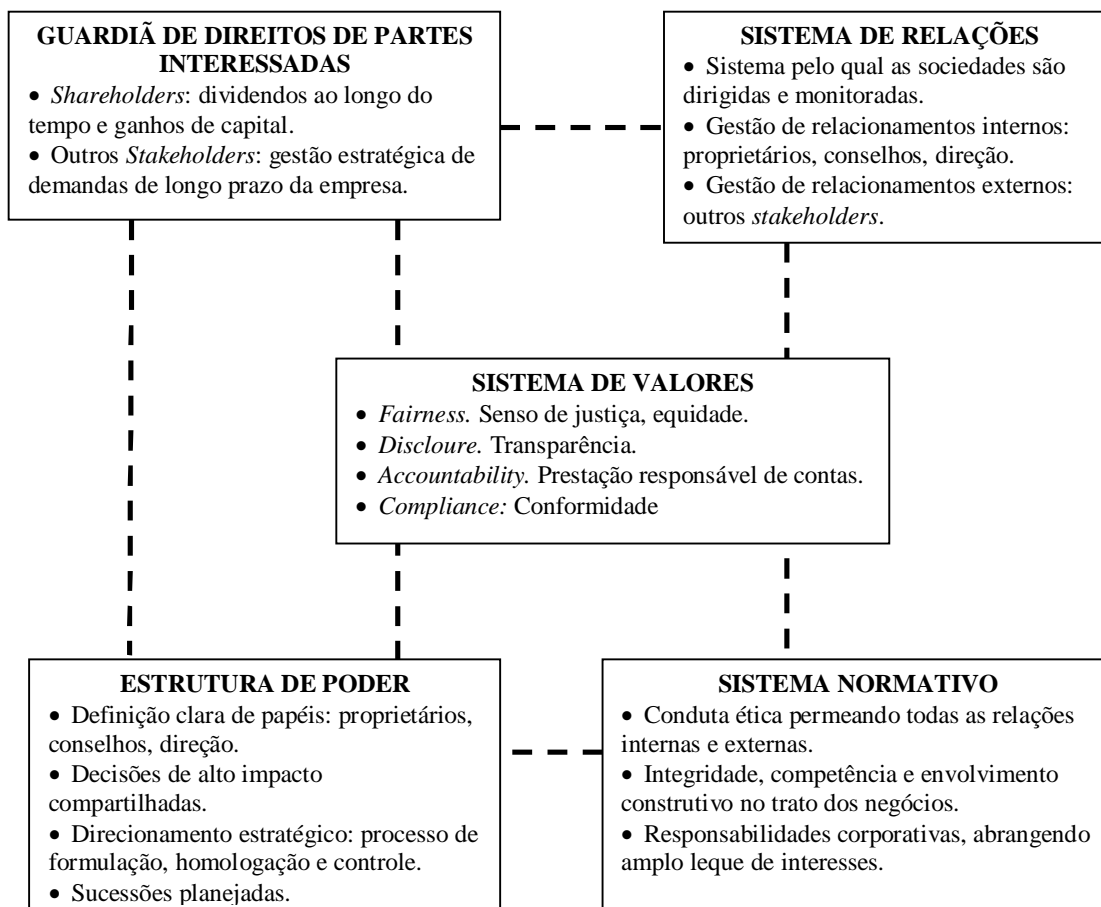 GUARDIÃ DE DIREITOS DE PARTES
INTERESSADAS
• Shareholders: dividendos ao longo do
tempo e ganhos de capital.
• Outros Stakeholders: gestão estratégica de
demandas de longo prazo da empresa.
SISTEMA DE RELAÇÕES
• Sistema pelo qual as sociedades são
dirigidas e monitoradas.
• Gestão de relacionamentos internos:
proprietários, conselhos, direção.
• Gestão de relacionamentos externos:
outros stakeholders.
SISTEMA DE VALORES
• Fairness. Senso de justiça, equidade.
• Discloure. Transparência.
• Accountability. Prestação responsável de contas.
• Compliance: Conformidade
ESTRUTURA DE PODER
• Definição clara de papéis: proprietários,
conselhos, direção.
• Decisões de alto impacto
compartilhadas.
• Direcionamento estratégico: processo de
formulação, homologação e controle.
• Sucessões planejadas.
SISTEMA NORMATIVO
• Conduta ética permeando todas as relações
internas e externas.
• Integridade, competência e envolvimento
construtivo no trato dos negócios.
• Responsabilidades corporativas, abrangendo
amplo leque de interesses.